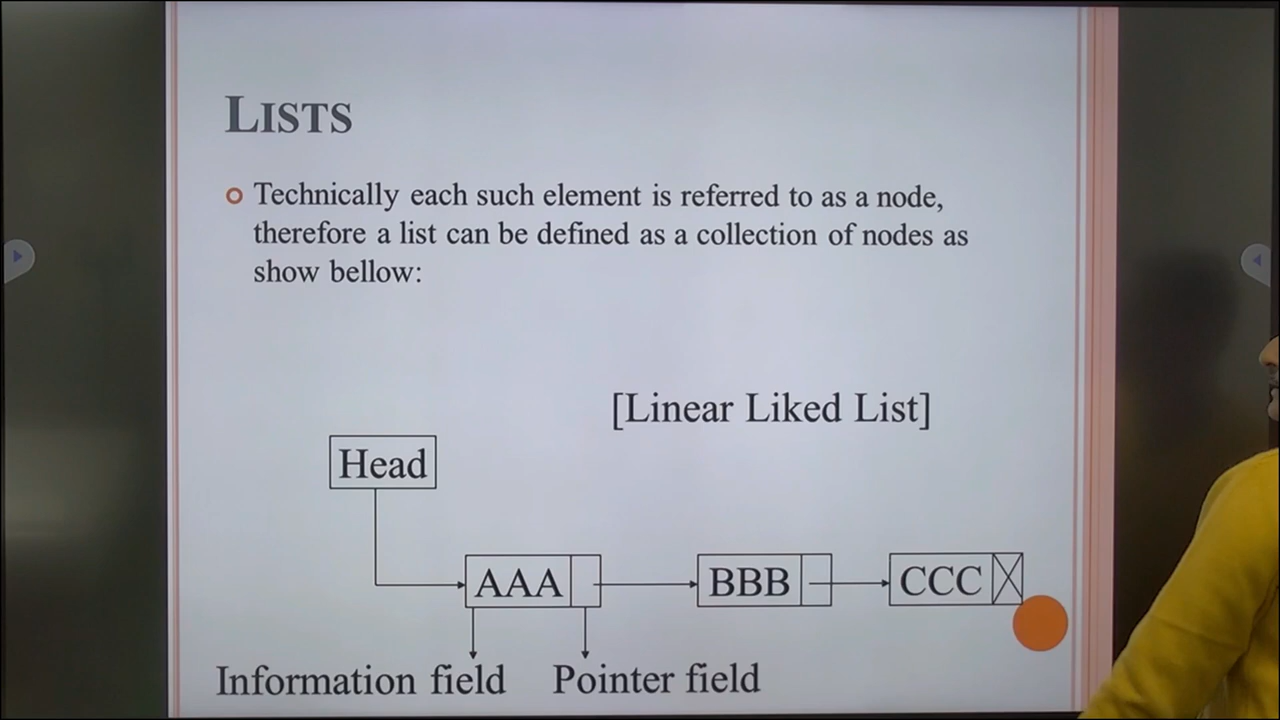 LISTS
Technically each such element is referred to as a node,
therefore a list can be defined as a collection of nodes as
show bellow:
[Linear Liked List]
Head
AAA
BBB
CCC
Information field
Pointer field